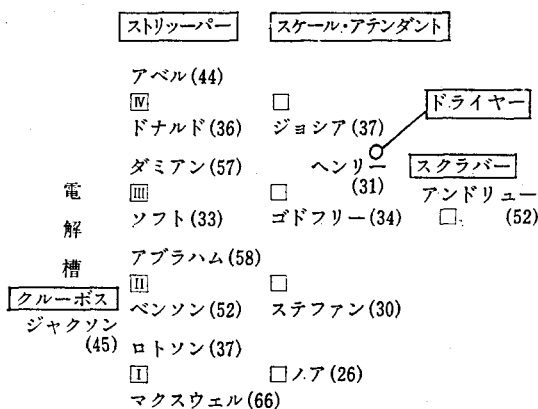 ストリッーパー スケール・アテンダント
アベル(44)
Ⅳ □ ドライヤー
ドナルド(36) ジョシア(37)
ダミアン(57) ヘンリー スクラバー
電 Ⅲ □ (31) アンドリュー
解 ソフト(33) ゴドフリー(34) □ (52)
槽 アブラハム(58)
Ⅱ □
クルーボス ベンソン(52) ステファン(30)
ジャクソン
(45) ロトソン(37)
Ⅰ □ノア(26)
マクスウェル(66)